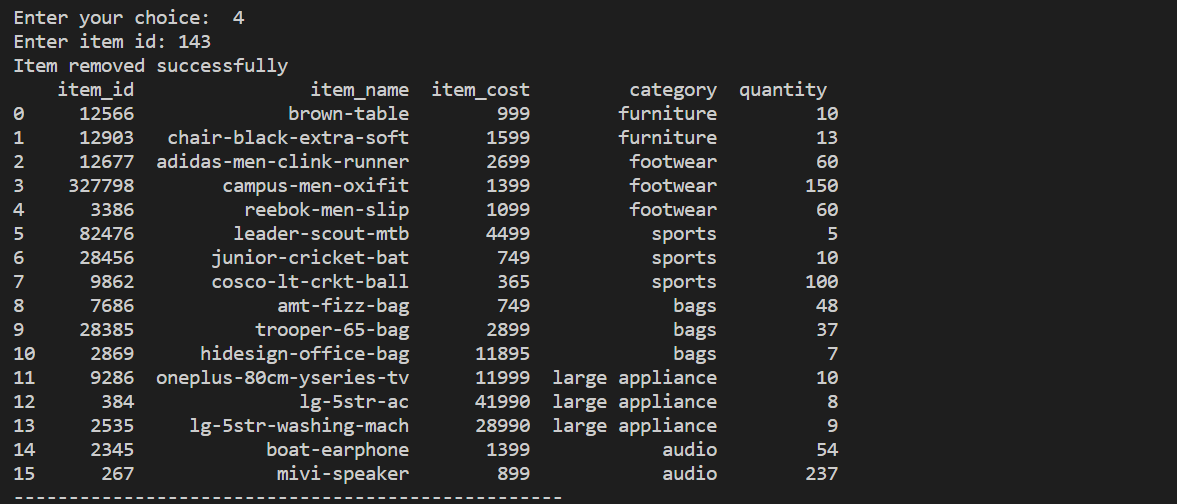 Enter your choice:  4
Enter item id: 143
Item removed successfully
    item_id                item_name  item_cost         category  quantity
0     12566              brown-table        999        furniture        10
1     12903   chair-black-extra-soft       1599        furniture        13
2     12677  adidas-men-clink-runner       2699         footwear        60
3    327798        campus-men-oxifit       1399         footwear       150
4      3386          reebok-men-slip       1099         footwear        60
5     82476         leader-scout-mtb       4499           sports         5
6     28456       junior-cricket-bat        749           sports        10
7      9862       cosco-lt-crkt-ball        365           sports       100
8      7686             amt-fizz-bag        749             bags        48
9     28385           trooper-65-bag       2899             bags        37
10     2869      hidesign-office-bag      11895             bags         7
11     9286  oneplus-80cm-yseries-tv      11999  large appliance        10
12      384               lg-5str-ac      41990  large appliance         8
13     2535     lg-5str-washing-mach      28990  large appliance         9
14     2345            boat-earphone       1399            audio        54
15      267             mivi-speaker        899            audio       237
--------------------------------------------------